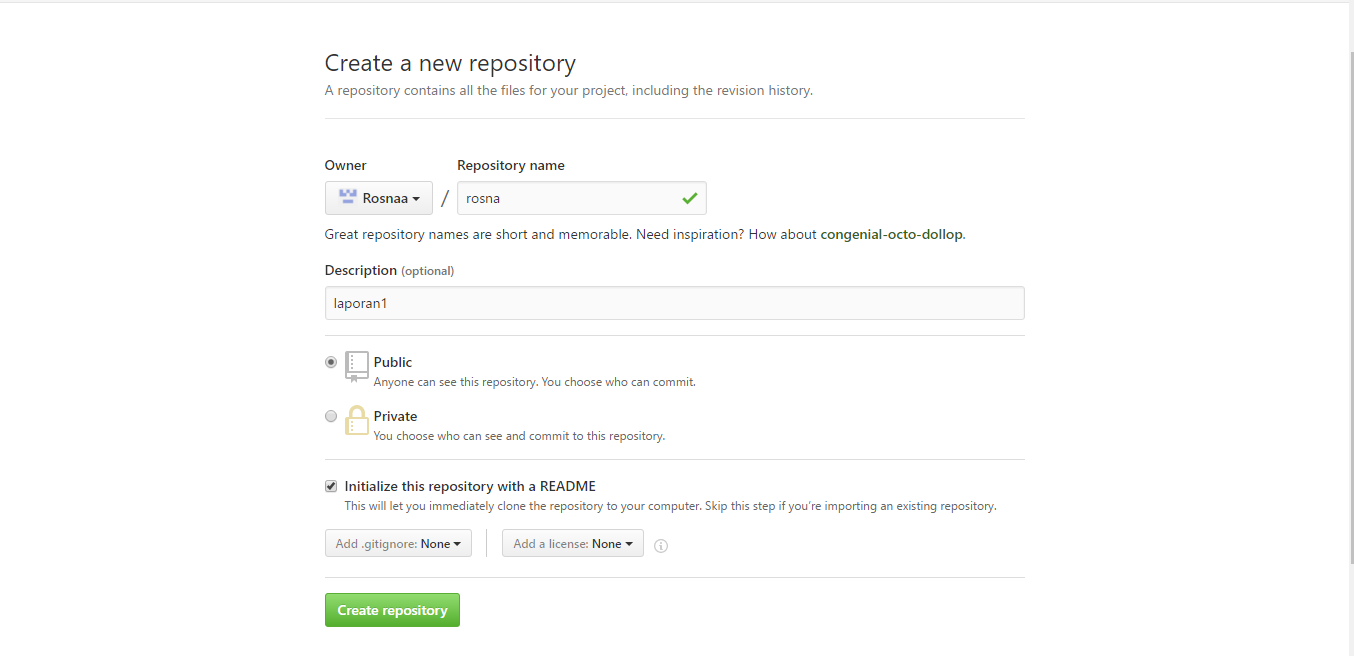 Create a new repository
A repository contains all the files for your project, including the revision history.
Owner Repository name
Rosnaa / rosna
Great repository names are short and memorable. Need inspiration? How about congenial-octo-dollop.
Description (optional)
laporan1
Public
Anyone can see this repository. You choose who can commit.
Private
You choose who can see and commit to this repository.
Initialize this repository with a README
This will let you immediately clone the repository to your computer. Skip this step if you’re importing an existing repository.
Add .gitignore: None Add a license: None
Create repository